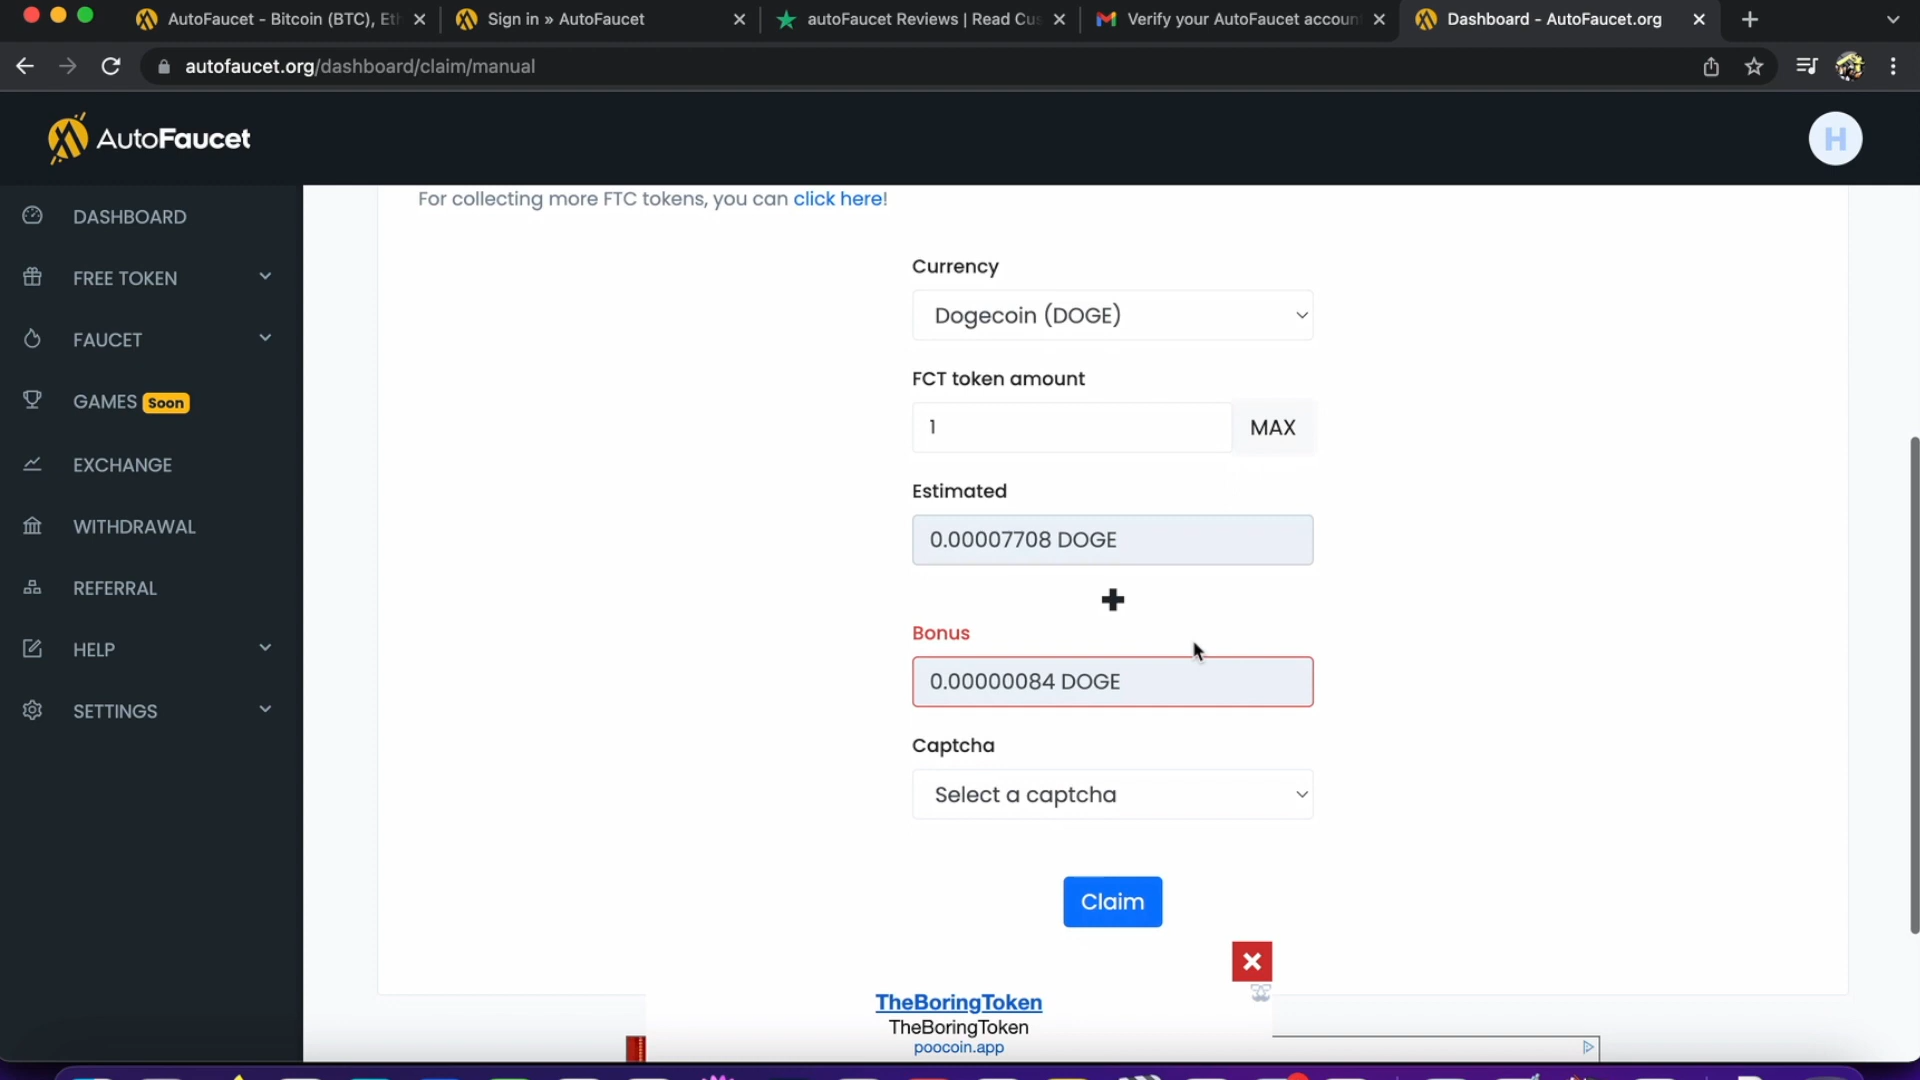 AutoFaucet - Bitcoin (BTC), Eth
Sign in » AutoFaucet
autoFaucet Reviews | Read Cus
Verify your AutoFaucet accoun
Dashboard - AutoFaucet.org
autofaucet.org/dashboard/claim/manual
AutoFaucet
H
DASHBOARD
FREE TOKEN
FAUCET
GAMES Soon
EXCHANGE
WITHDRAWAL
REFERRAL
HELP
SETTINGS
For collecting more FTC tokens, you can click here!
Currency
Dogecoin (DOGE)
FCT token amount
1
MAX
Estimated
0.00007708 DOGE
Bonus
0.00000084 DOGE
Captcha
Select a captcha
Claim
TheBoringToken
TheBoringToken
poocoin.app